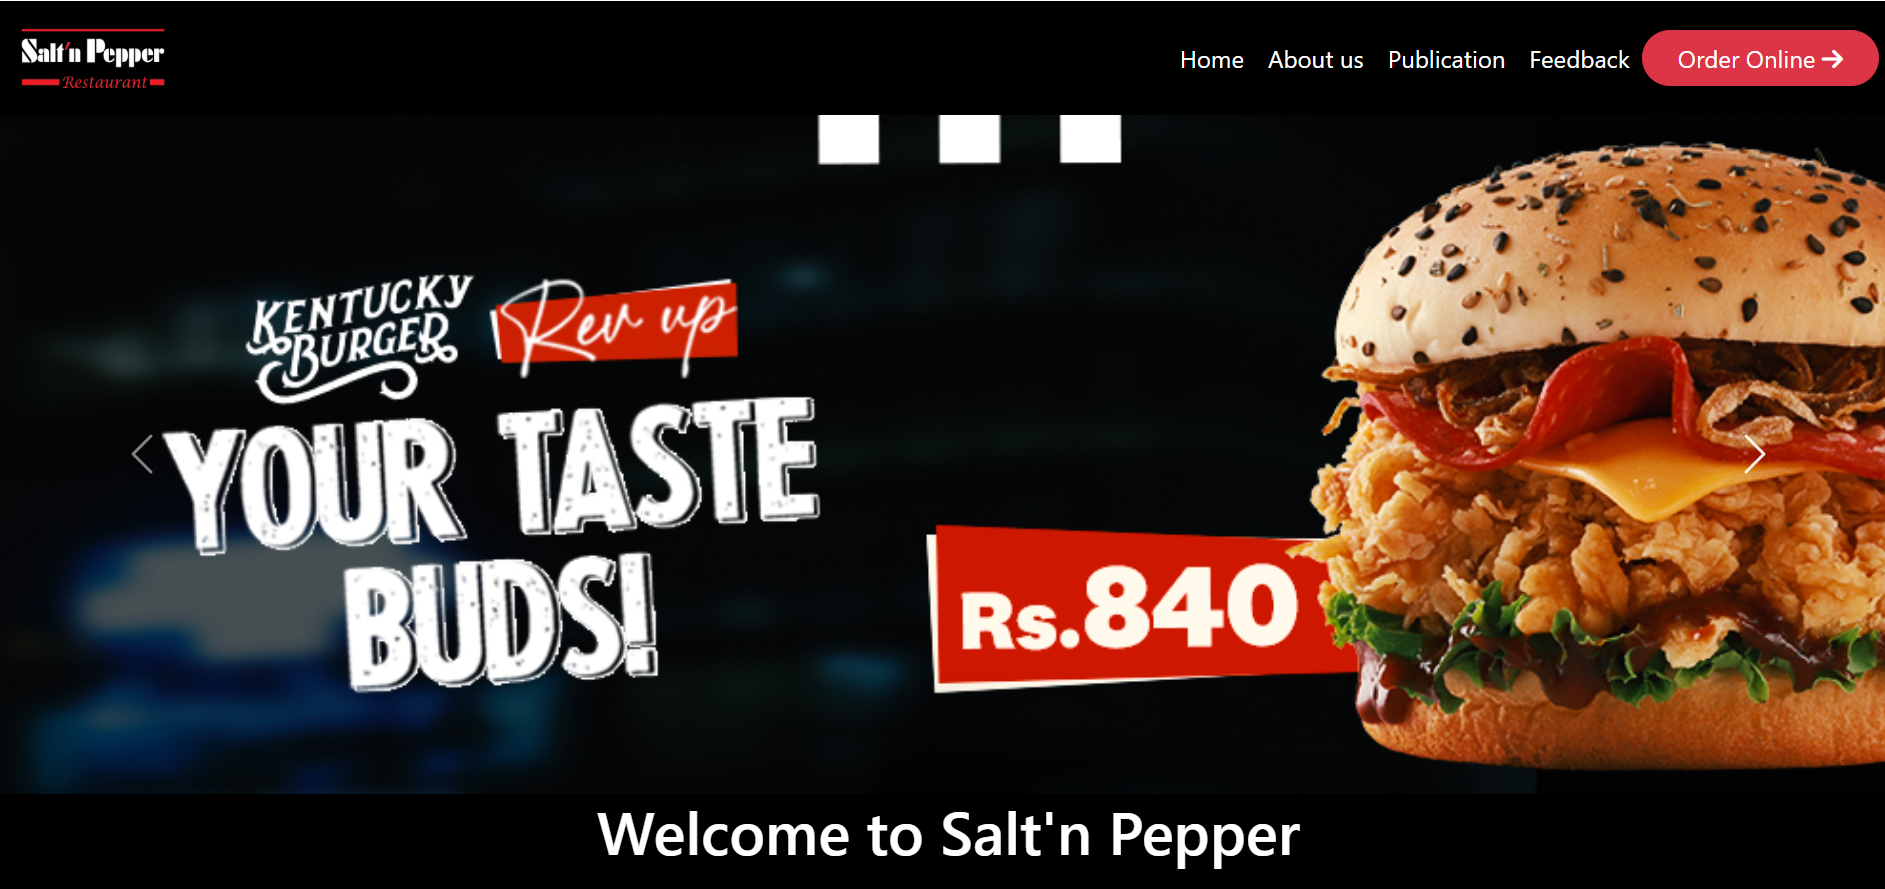 Salt'n Pepper
Restaurant
Home About us Publication Feedback Order Online
KENTUCKY
BURGER
Rev up
YOUR TASTE
BUDS!
Rs.840
Welcome to Salt'n Pepper